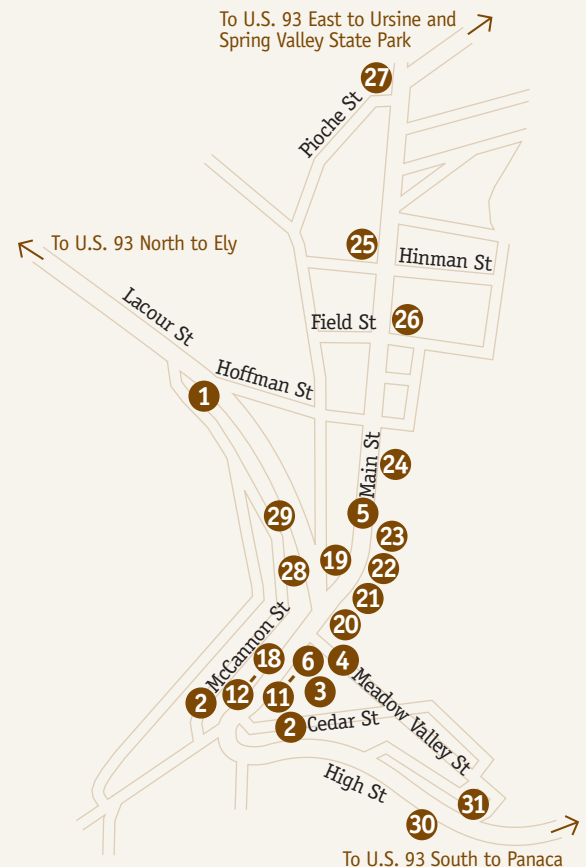 To U.S. 93 East to Ursine and
Spring Valley State Park
27
Pioche St
25
To U.S. 93 North to Ely
Hinman St
Lacour St
Field St
26
Hoffman St
1
Main St
24
5
29
23
19
22
28
21
20
McCannon St
18
6
4
12
11
3
2
Meadow Valley St
2
Cedar St
High St
31
30
To U.S. 93 South to Panaca